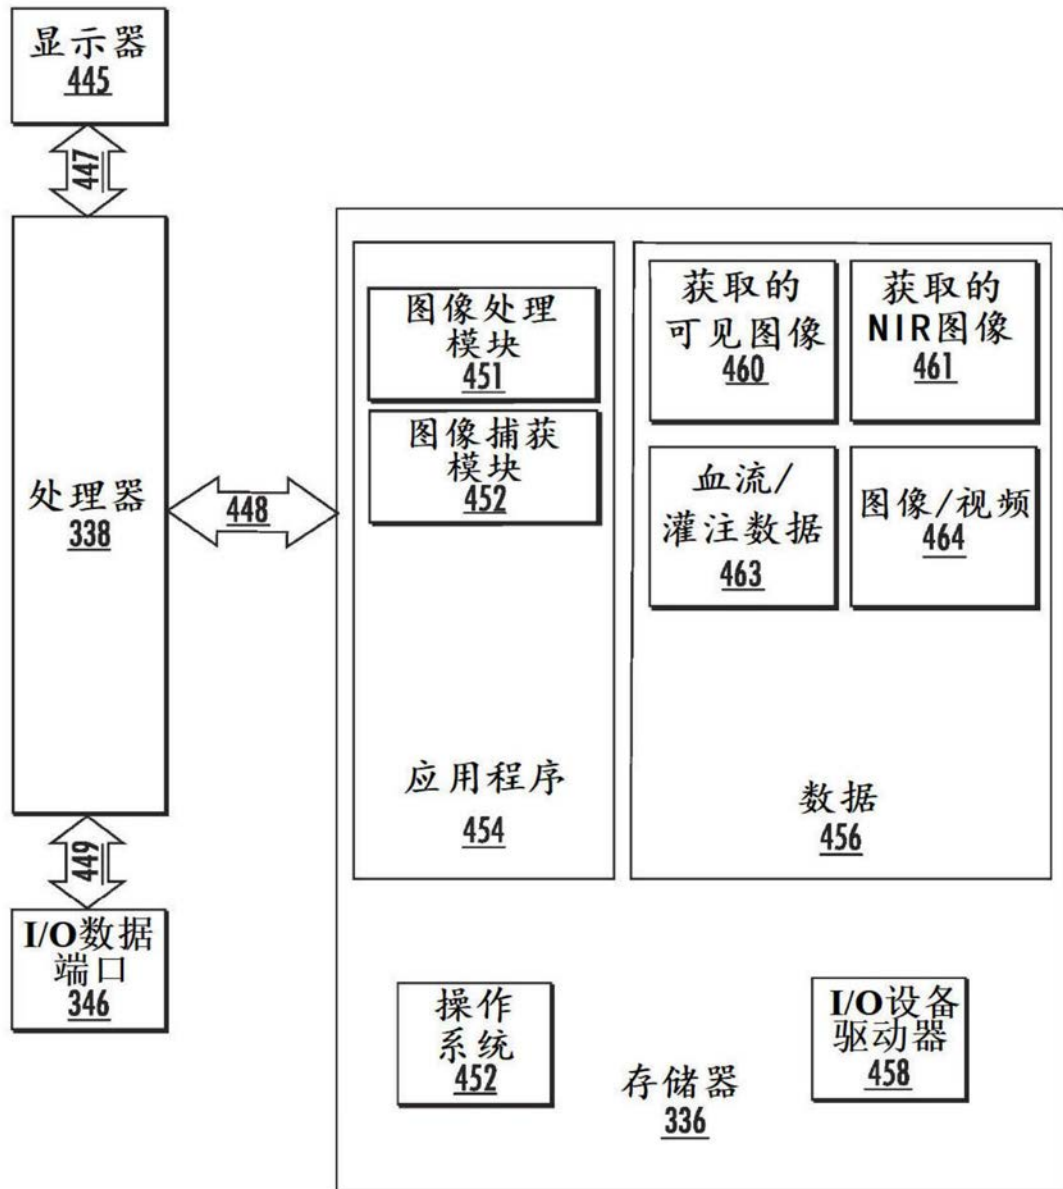 显示器
445
447
处理器
338
448
449
I/O数据
端口
346
图像处理
模块
451
图像捕获
模块
452
应用程序
454
获取的
可见图像
460
获取的
NIR图像
461
血流/
灌注数据
463
图像/视频
464
数据
456
操作
系统
452
存储器
336
I/O设备
驱动器
458